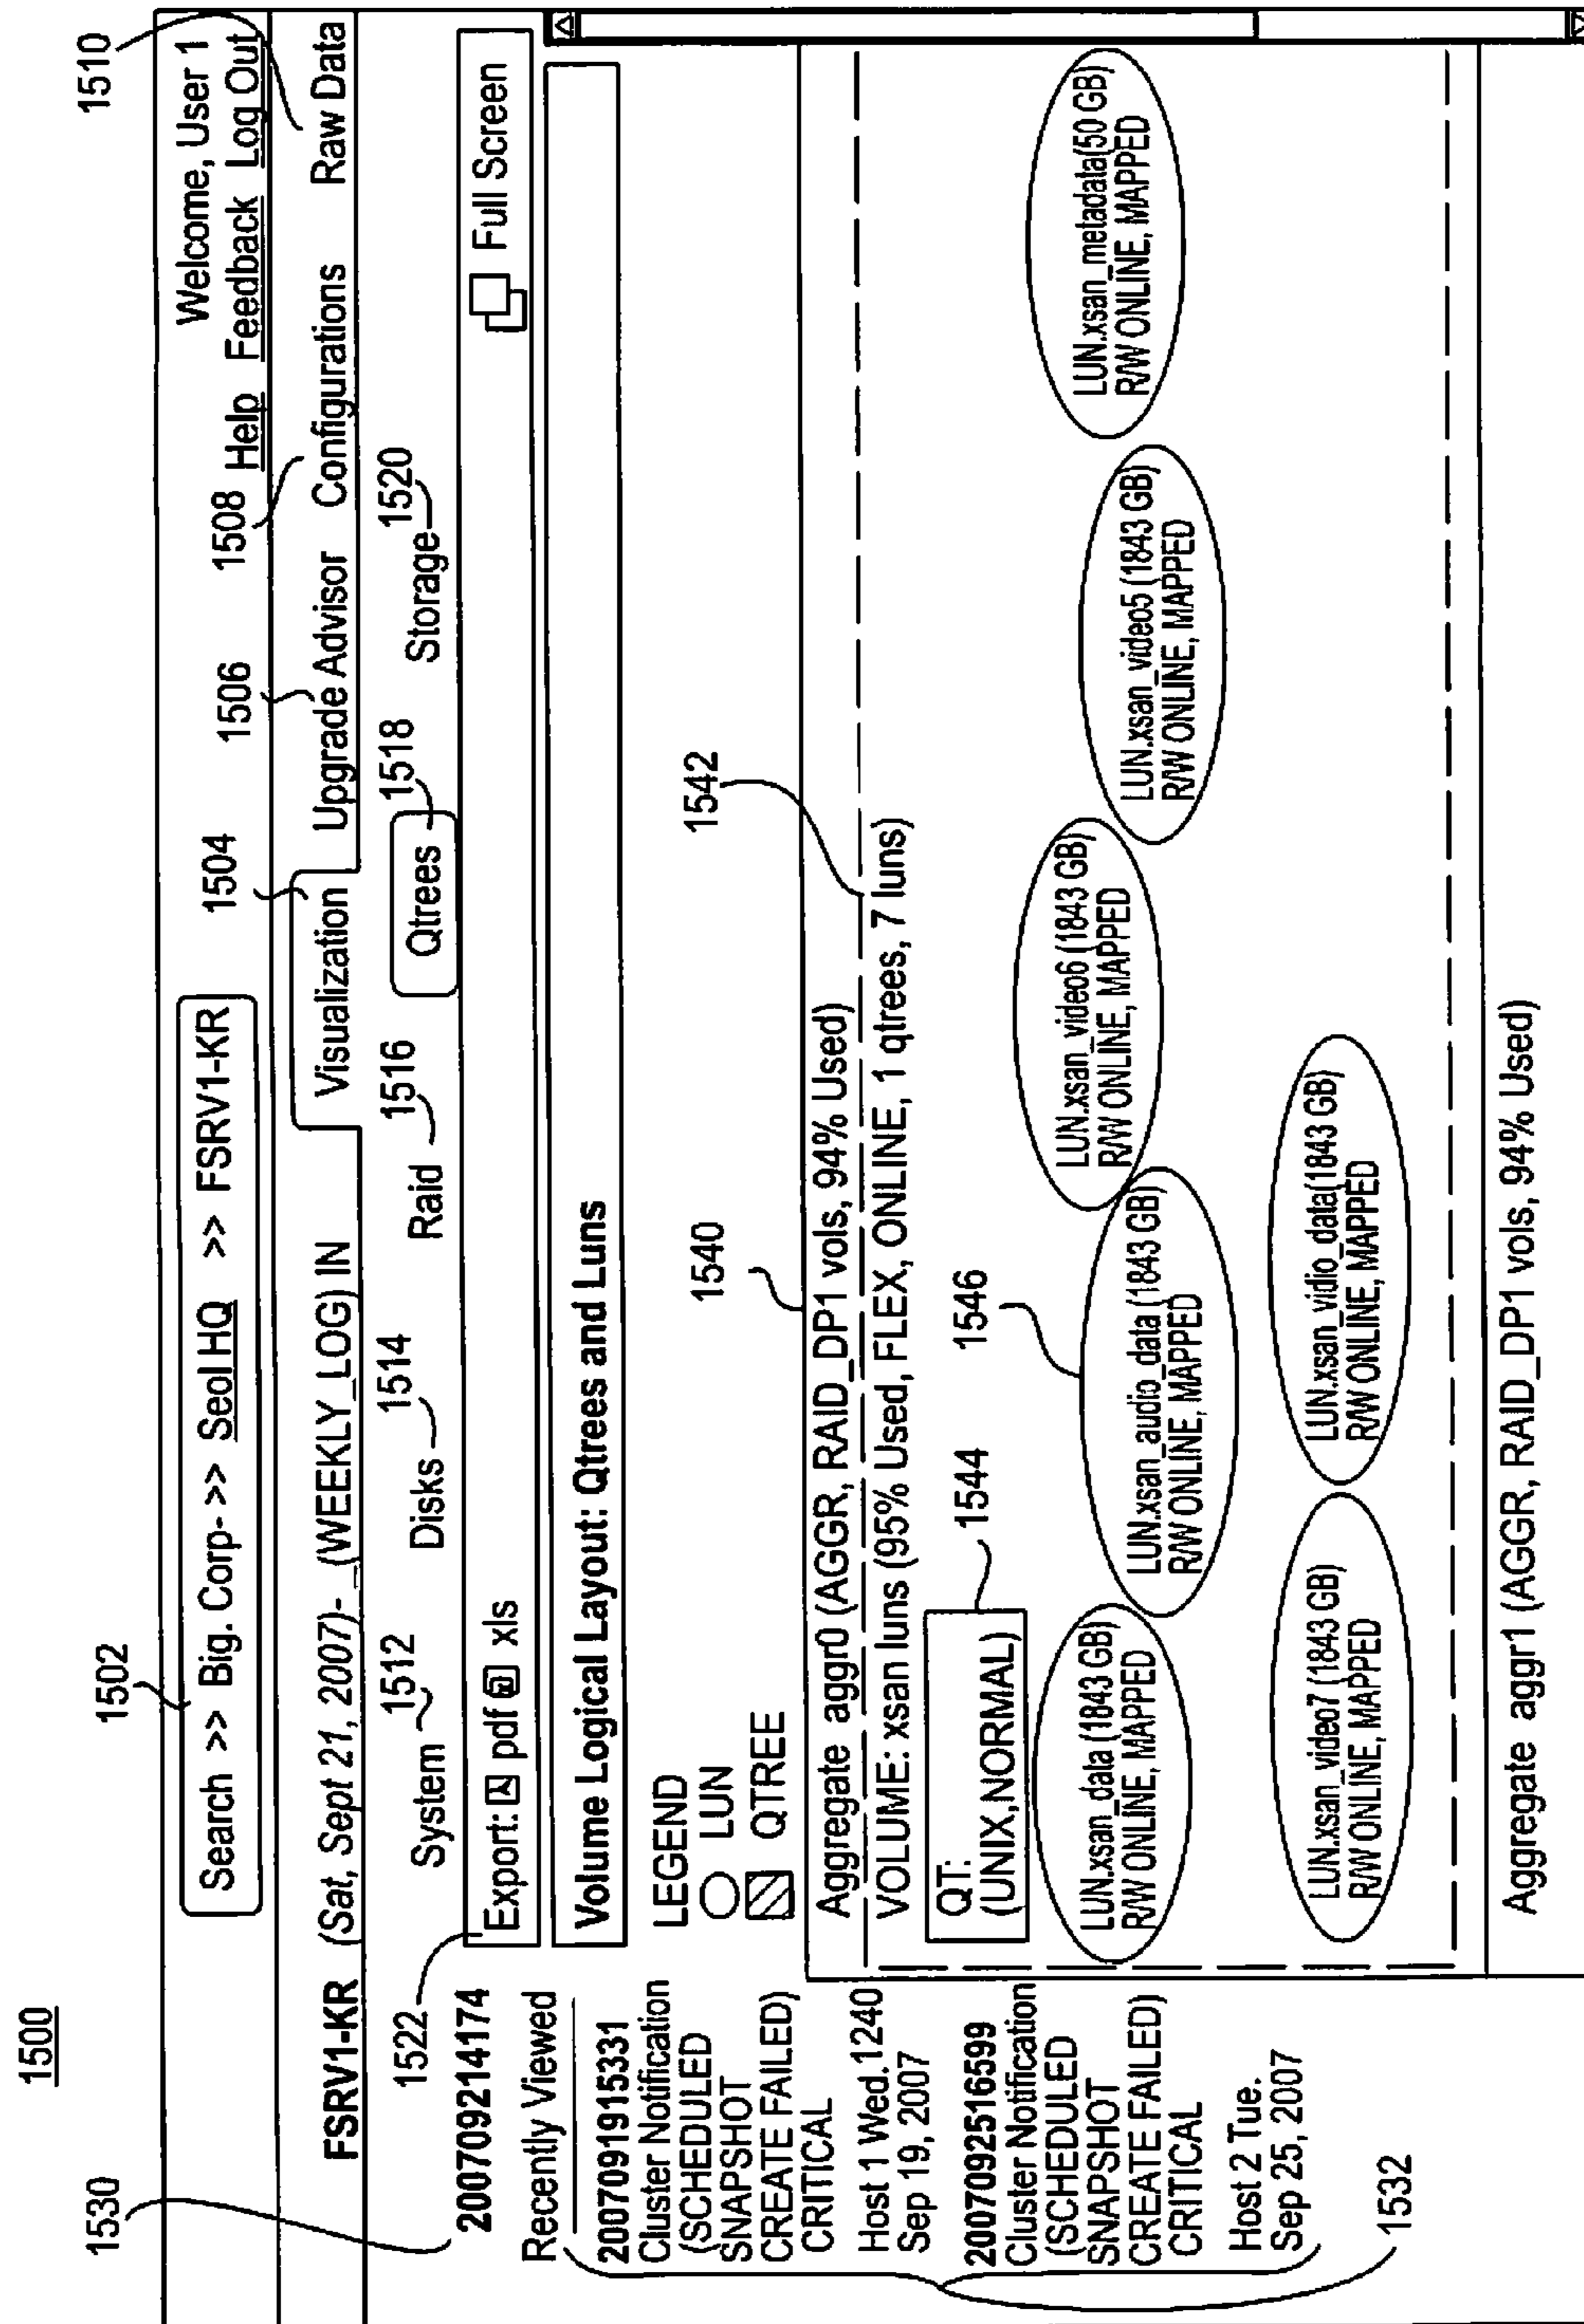 1500
1502
1510
Search >> Big. Corp- >> Seol HQ >> FSRV1-KR
Welcome, User 1
Help Feedback Log Out
1504
1506
1508
FSRV1-KR (Sat, Sept 21, 2007)- (WEEKLY_LOG) IN
Visualization
Upgrade Advisor
Configurations
Raw Data
1530
1522
System 1512
Disks 1514
Raid 1516
Qtrees 1518
Storage 1520
Export: pdf xls
Full Screen
Volume Logical Layout: Qtrees and Luns
200709214174
Recently Viewed
2007091915331
Cluster Notification
(SCHEDULED
SNAPSHOT
CREATE FAILED)
CRITICAL
Host 1 Wed.1240
Sep 19, 2007
2007092516599
Cluster Notification
(SCHEDULED
SNAPSHOT
CREATE FAILED)
CRITICAL
Host 2 Tue.
Sep 25, 2007
1532
LEGEND
LUN
QTREE
1540
1542
Aggregate aggr0 (AGGR, RAID_DP1 vols, 94% Used)
VOLUME: xsan luns (95% Used, FLEX, ONLINE, 1 qtrees, 7 luns)
QT:
(UNIX,NORMAL)
1544
1546
LUN.xsan_data (1843 GB)
R/W ONLINE, MAPPED
LUN.xsan_audio_data (1843 GB)
R/W ONLINE, MAPPED
LUN.xsan_video6 (1843 GB)
R/W ONLINE, MAPPED
LUN.xsan_video5 (1843 GB)
R/W ONLINE, MAPPED
LUN.xsan_metadata(50 GB)
R/W ONLINE, MAPPED
LUN.xsan_video7 (1843 GB)
R/W ONLINE, MAPPED
LUN.xsan_vidio_data(1843 GB)
R/W ONLINE, MAPPED
Aggregate aggr1 (AGGR, RAID_DP1 vols, 94% Used)